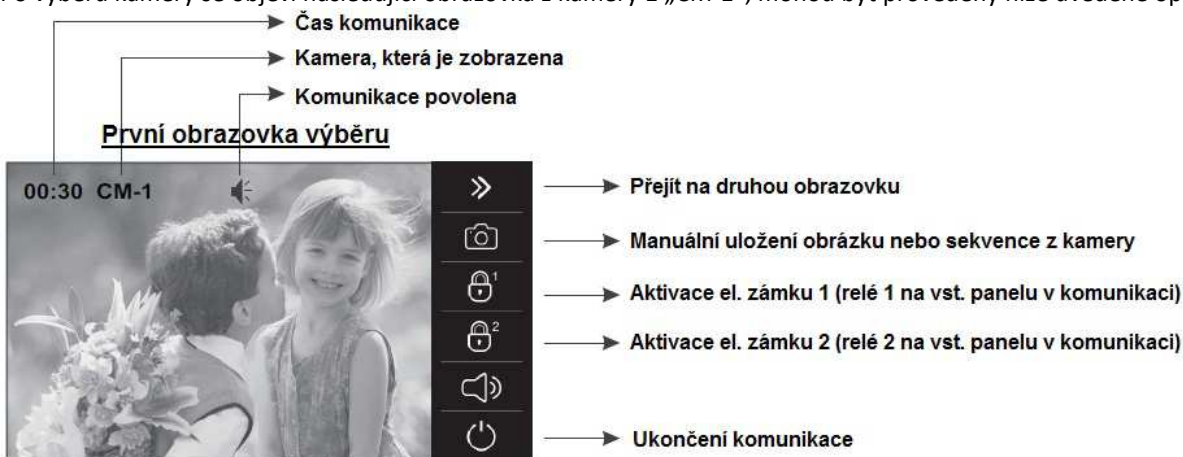 Čas komunikace
Kamera, která je zobrazena
Komunikace povolena
První obrazovka výběru
00:30 CM-1
Přejít na druhou obrazovku
Manuální uložení obrázku nebo sekvence z kamery
1
Aktivace el. zámku 1 (relé 1 na vst. panelu v komunikaci)
2
Aktivace el. zámku 2 (relé 2 na vst. panelu v komunikaci)
Ukončení komunikace